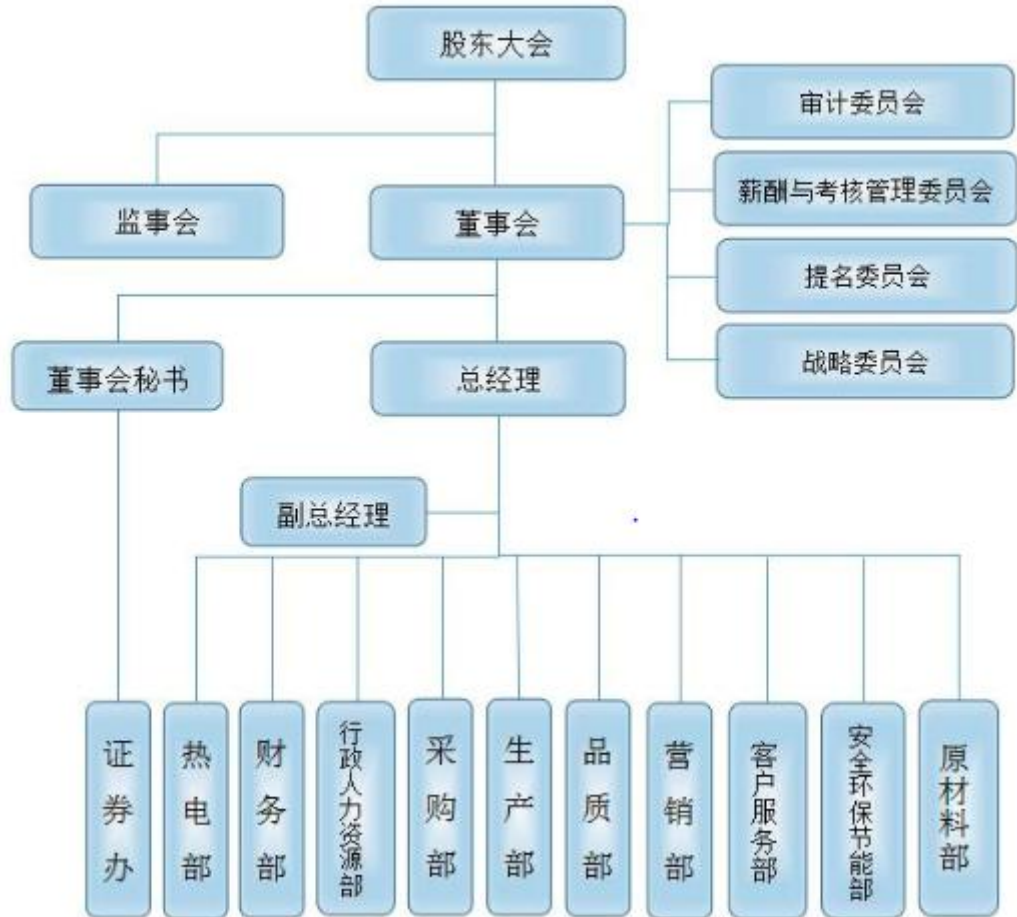 股东大会
审计委员会
薪酬与考核管理委员会
监事会
董事会
提名委员会
战略委员会
董事会秘书
总经理
副总经理
证券办
热电部
财务部
行政人力资源部
采购部
生产部
品质部
营销部
客户服务部
安全环保节能部
原材料部